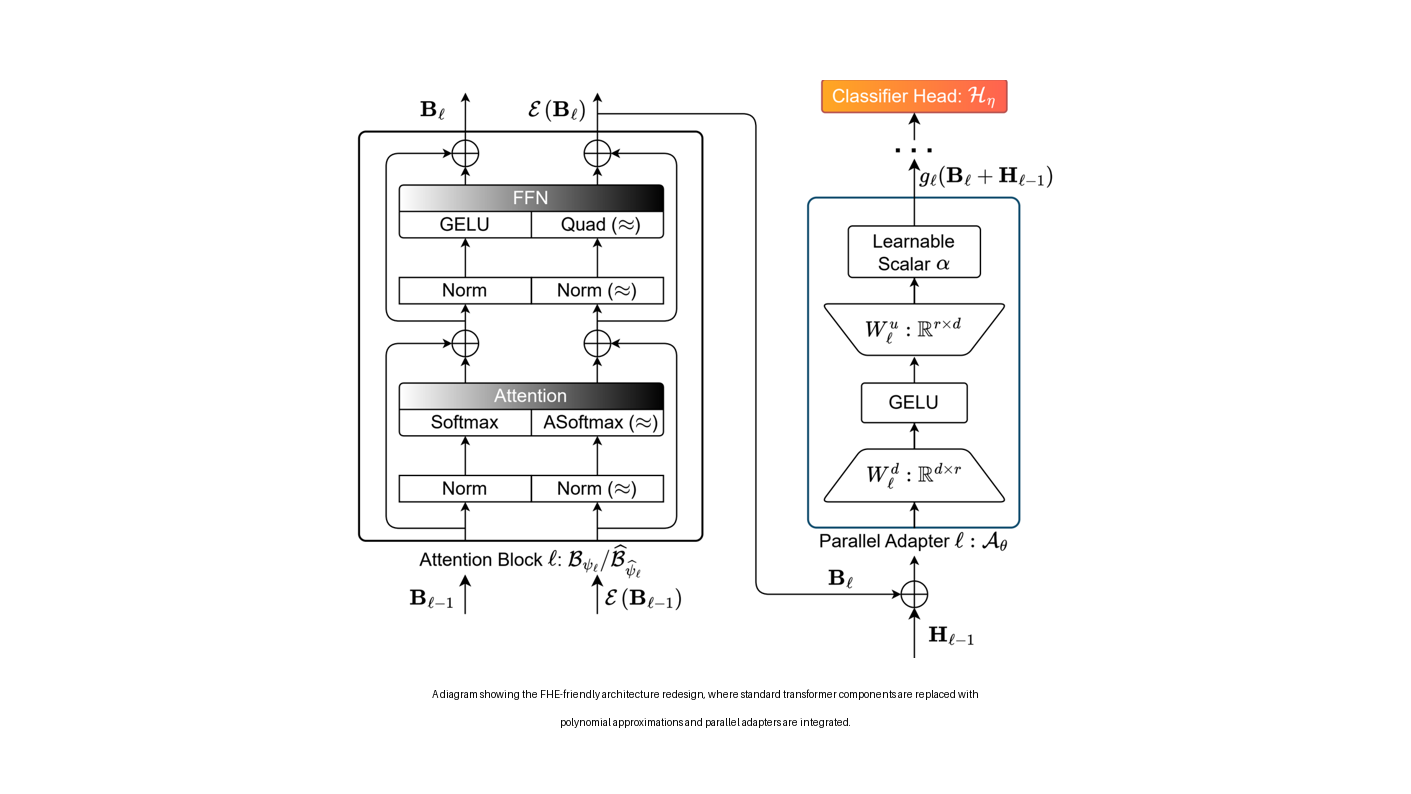 B_ℓ
ℰ(B_ℓ)
FFN
GELU
Quad (≈)
Norm
Norm (≈)
Attention
Softmax
ASoftmax (≈)
Norm
Norm (≈)
Attention Block ℓ: ℬ_{ψ_ℓ}/ℬ̂_{ψ̂_ℓ}
B_{ℓ−1}
ℰ(B_{ℓ−1})
Classifier Head: ℋ_η
...
g_ℓ(B_ℓ + H_{ℓ−1})
Learnable
Scalar α
W_ℓ^u : ℝ^{r×d}
GELU
W_ℓ^d : ℝ^{d×r}
Parallel Adapter ℓ : 𝒜_θ
B_ℓ
H_{ℓ−1}
A diagram showing the FHE-friendly architecture redesign, where standard transformer components are replaced with
polynomial approximations and parallel adapters are integrated.